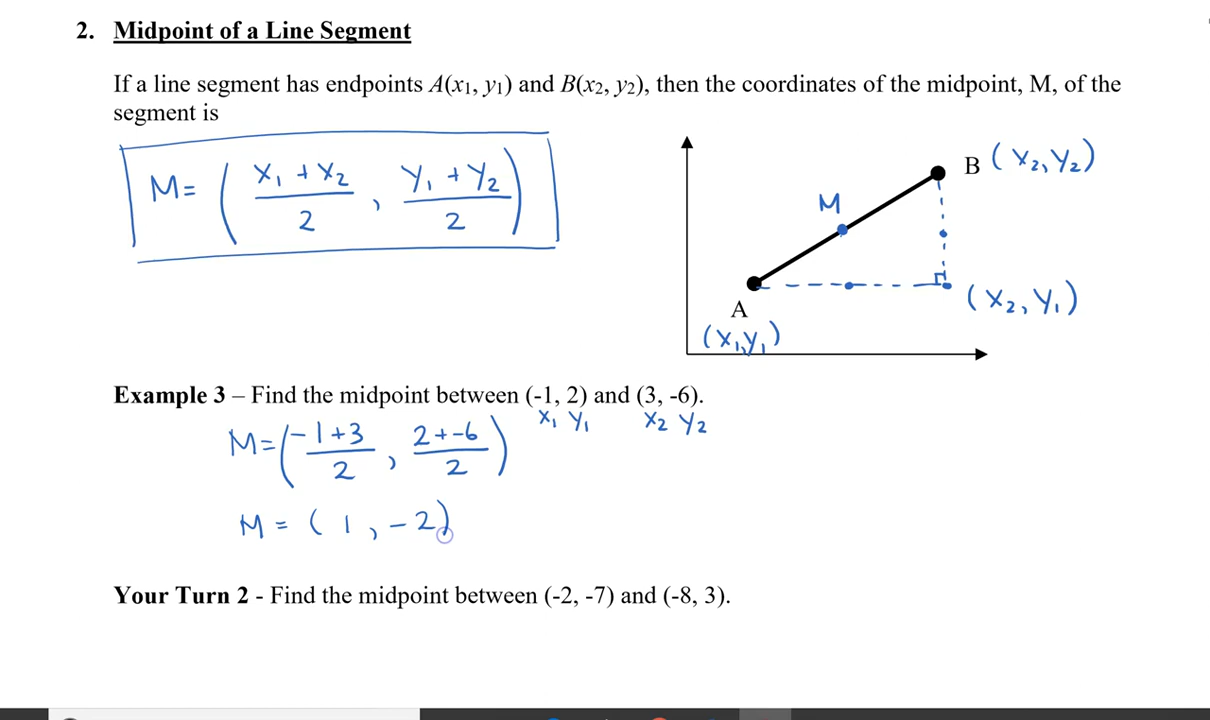 2. Midpoint of a Line Segment
If a line segment has endpoints A(x₁, y₁) and B(x₂, y₂), then the coordinates of the midpoint, M, of the
segment is
M = ( (x₁ + x₂)/2 , (y₁ + y₂)/2 )
B (x₂, y₂)
M
A
(x₁, y₁)
(x₂, y₁)
Example 3 – Find the midpoint between (-1, 2) and (3, -6).
x₁ y₁ x₂ y₂
M = ( (-1+3)/2 , (2+-6)/2 )
M = ( 1 , -2)
Your Turn 2 - Find the midpoint between (-2, -7) and (-8, 3).